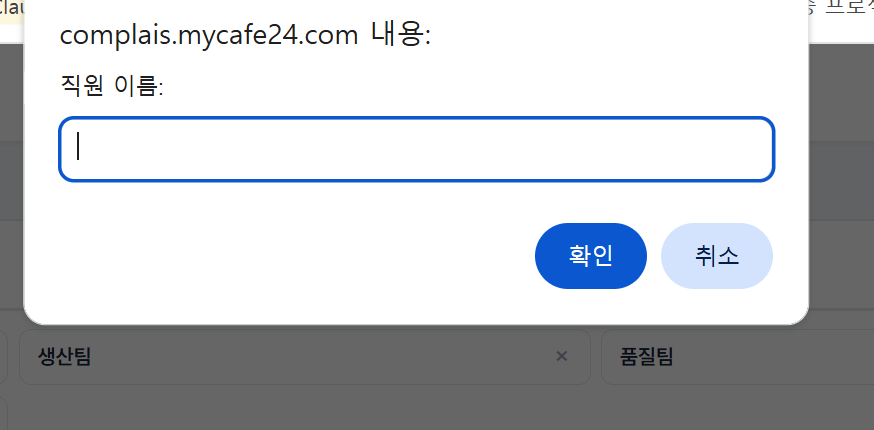 complais.mycafe24.com 내용:
직원 이름:
확인 취소
생산팀 × 품질팀